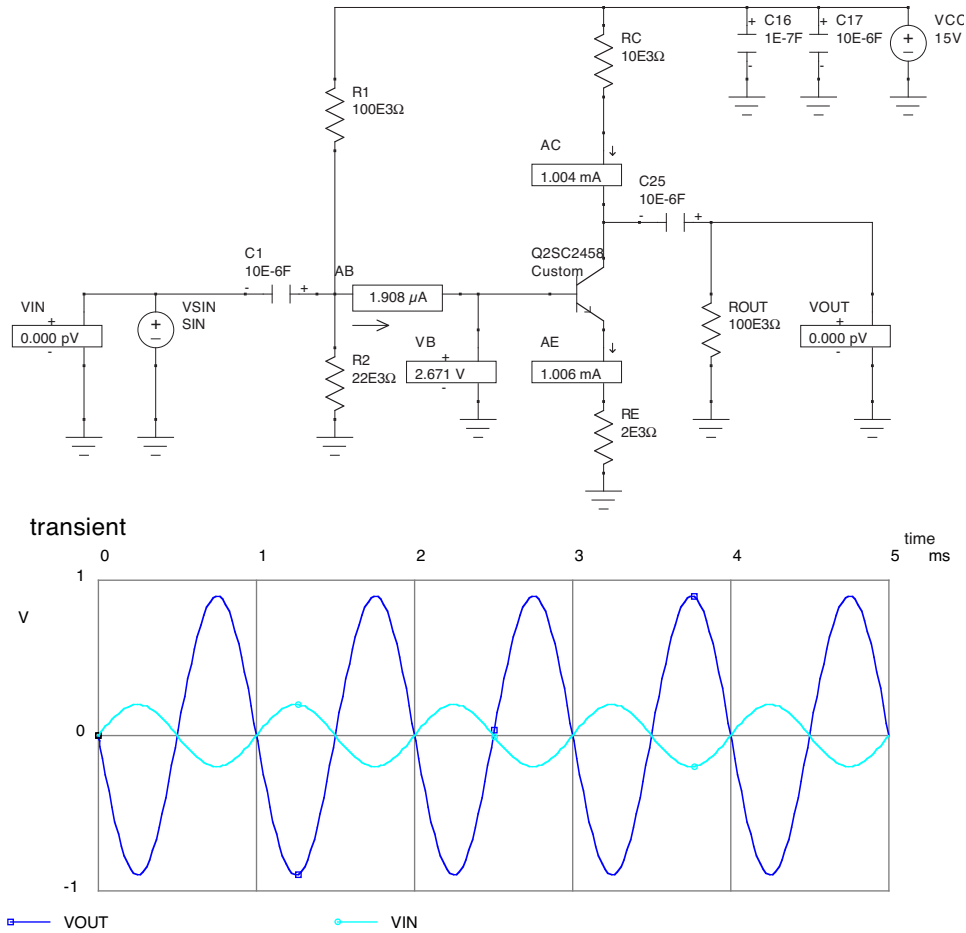 C16
1E-7F
C17
10E-6F
VCC
15V
RC
10E3Ω
R1
100E3Ω
AC
1.004 mA
C25
10E-6F
Q2SC2458
Custom
C1
10E-6F
AB
1.908 µA
VIN
0.000 pV
VSIN
SIN
R2
22E3Ω
VB
2.671 V
AE
1.006 mA
ROUT
100E3Ω
VOUT
0.000 pV
RE
2E3Ω
transient
time
0 1 2 3 4 5 ms
1
V
0
-1
VOUT VIN